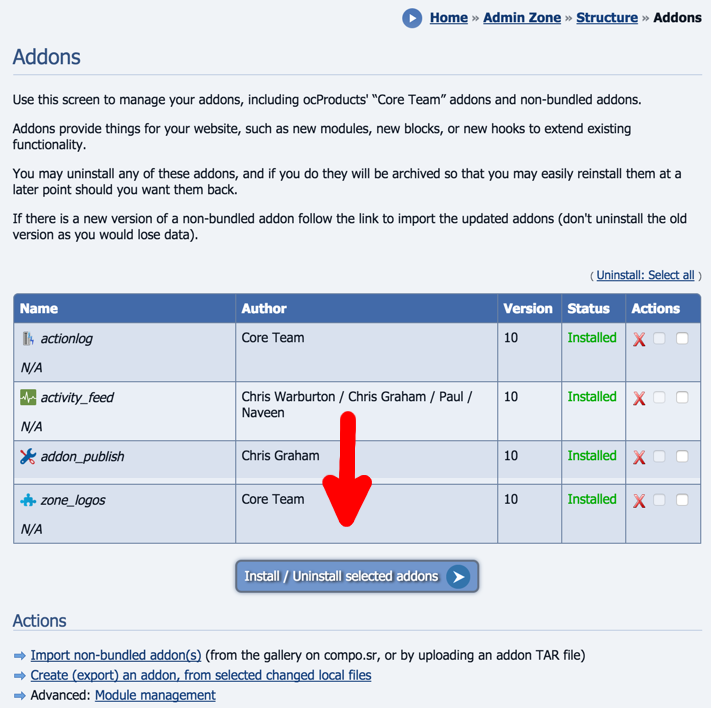 Home » Admin Zone » Structure » Addons
Addons
Use this screen to manage your addons, including ocProducts' “Core Team” addons and non-bundled addons.
Addons provide things for your website, such as new modules, new blocks, or new hooks to extend existing
functionality.
You may uninstall any of these addons, and if you do they will be archived so that you may easily reinstall them at a
later point should you want them back.
If there is a new version of a non-bundled addon follow the link to import the updated addons (don't uninstall the old
version as you would lose data).
( Uninstall: Select all )
Name Author Version Status Actions
actionlog Core Team 10 Installed
N/A
activity_feed Chris Warburton / Chris Graham / Paul / 10 Installed
Naveen
N/A
addon_publish Chris Graham 10 Installed
zone_logos Core Team 10 Installed
N/A
Install / Uninstall selected addons
Actions
Import non-bundled addon(s) (from the gallery on compo.sr, or by uploading an addon TAR file)
Create (export) an addon, from selected changed local files
Advanced: Module management